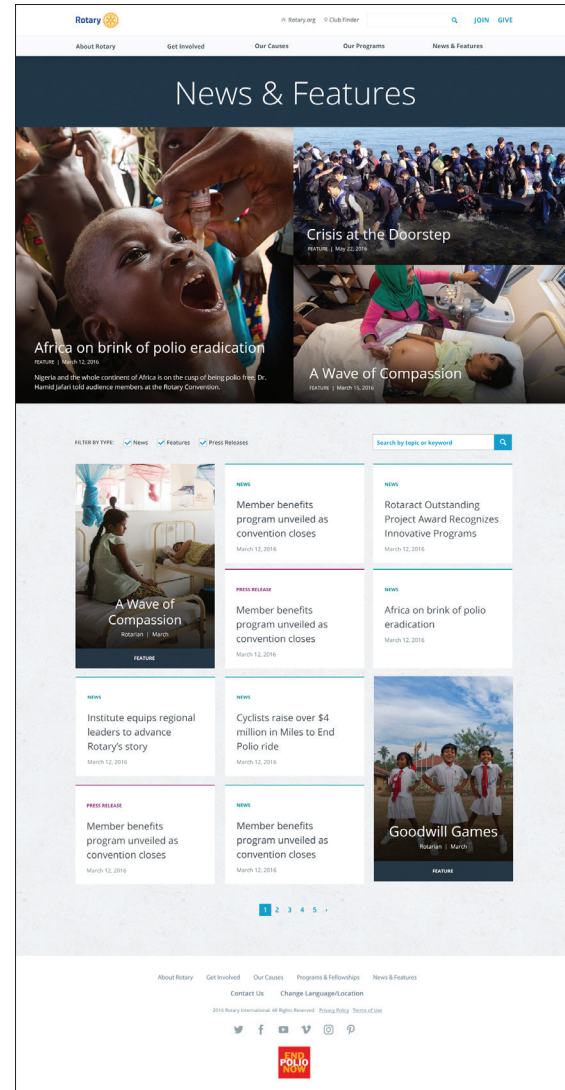 Rotary
Rotary.org Club Finder
JOIN GIVE
About Rotary Get Involved Our Causes Our Programs News & Features
News & Features
Crisis at the Doorstep
FEATURE | May 22, 2016
Africa on brink of polio eradication
FEATURE | March 12, 2016
Nigeria and the whole continent of Africa is on the cusp of being polio free, Dr.
Hamid Jafari told audience members at the Rotary Convention.
A Wave of Compassion
FEATURE | March 15, 2016
FILTER BY TYPE: News Features Press Releases
Search by topic or keyword
A Wave of
Compassion
Rotarian | March
FEATURE
NEWS
Member benefits
program unveiled as
convention closes
March 12, 2016
NEWS
Rotaract Outstanding
Project Award Recognizes
Innovative Programs
March 12, 2016
PRESS RELEASE
Member benefits
program unveiled as
convention closes
March 12, 2016
NEWS
Africa on brink of polio
eradication
March 12, 2016
NEWS
Institute equips regional
leaders to advance
Rotary's story
March 12, 2016
NEWS
Cyclists raise over $4
million in Miles to End
Polio ride
March 12, 2016
Goodwill Games
Rotarian | March
FEATURE
PRESS RELEASE
Member benefits
program unveiled as
convention closes
March 12, 2016
NEWS
Member benefits
program unveiled as
convention closes
March 12, 2016
1 2 3 4 5 ›
About Rotary Get Involved Our Causes Programs & Fellowships News & Features
Contact Us Change Language/Location
2016 Rotary International. All Rights Reserved Privacy Policy Terms of Use
END
POLIO
NOW